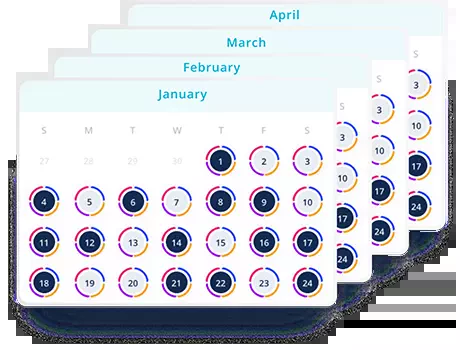 April
March
February
January
S
S
S
S M T W T F S
3
3
3
27 28 29 30 1 2 3
10
10
10
4 5 6 7 8 9 10
17
17
17
11 12 13 14 15 16 17
24
24
24
18 19 20 21 22 23 24